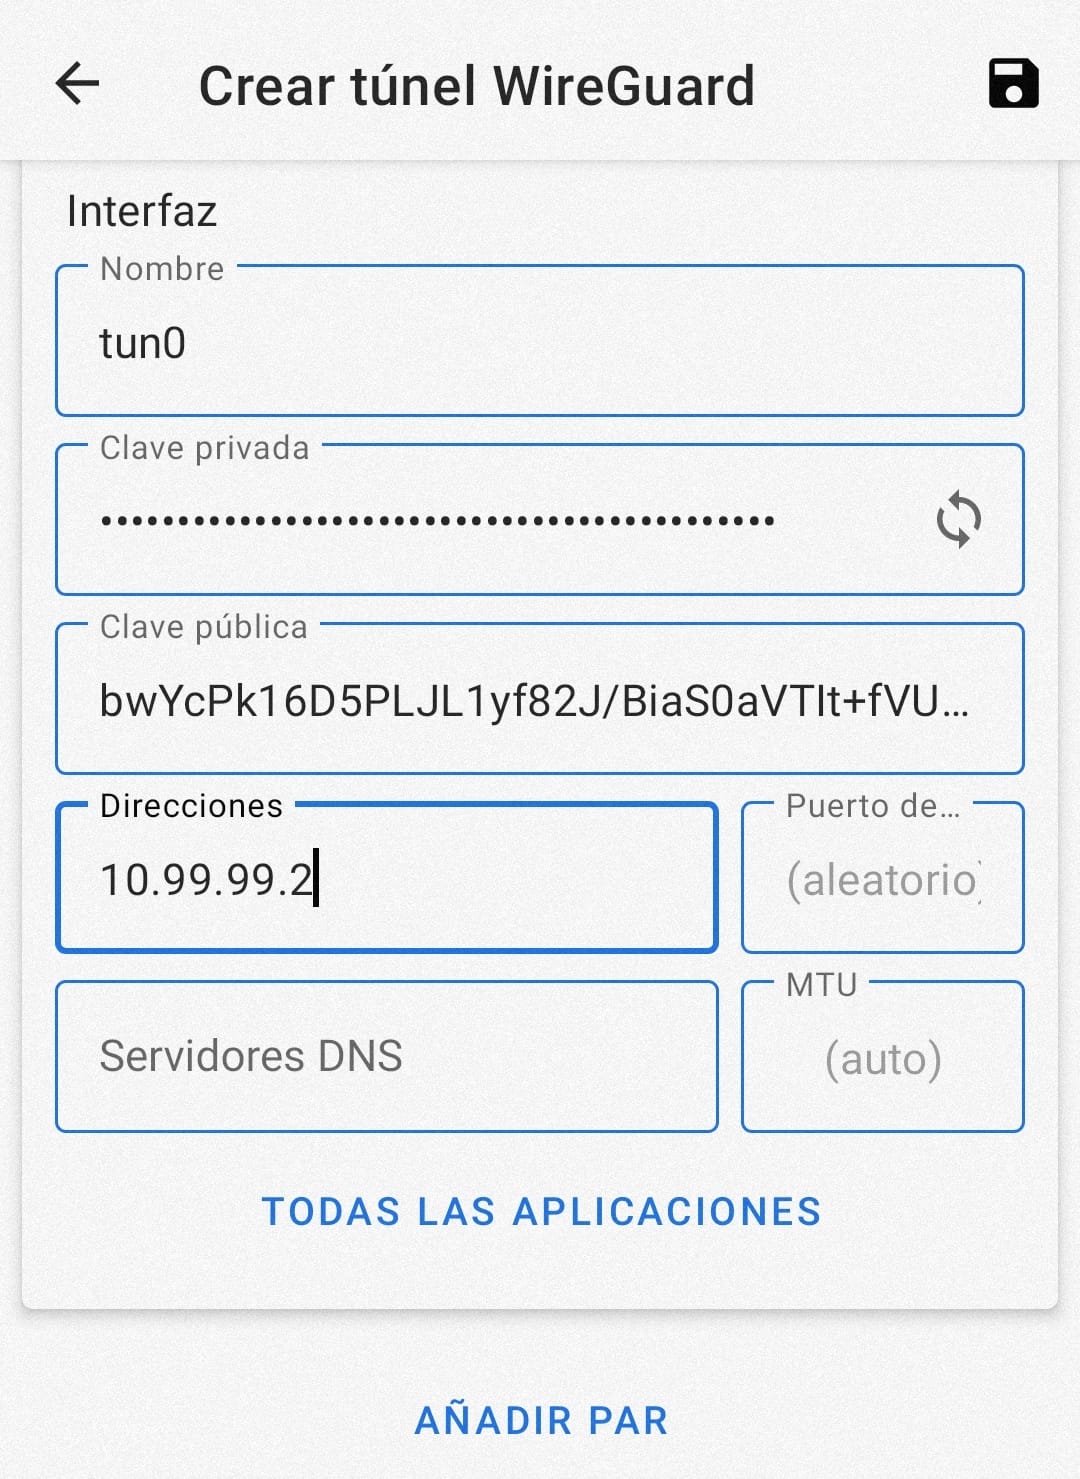 Crear túnel WireGuard
Interfaz
Nombre
tun0
Clave privada
••••••••••••••••••••••••••••••••••••••••••••
Clave pública
bwYcPk16D5PLJL1yf82J/BiaS0aVTIt+fVU...
Direcciones
10.99.99.2
Puerto de...
(aleatorio)
Servidores DNS
MTU
(auto)
TODAS LAS APLICACIONES
AÑADIR PAR